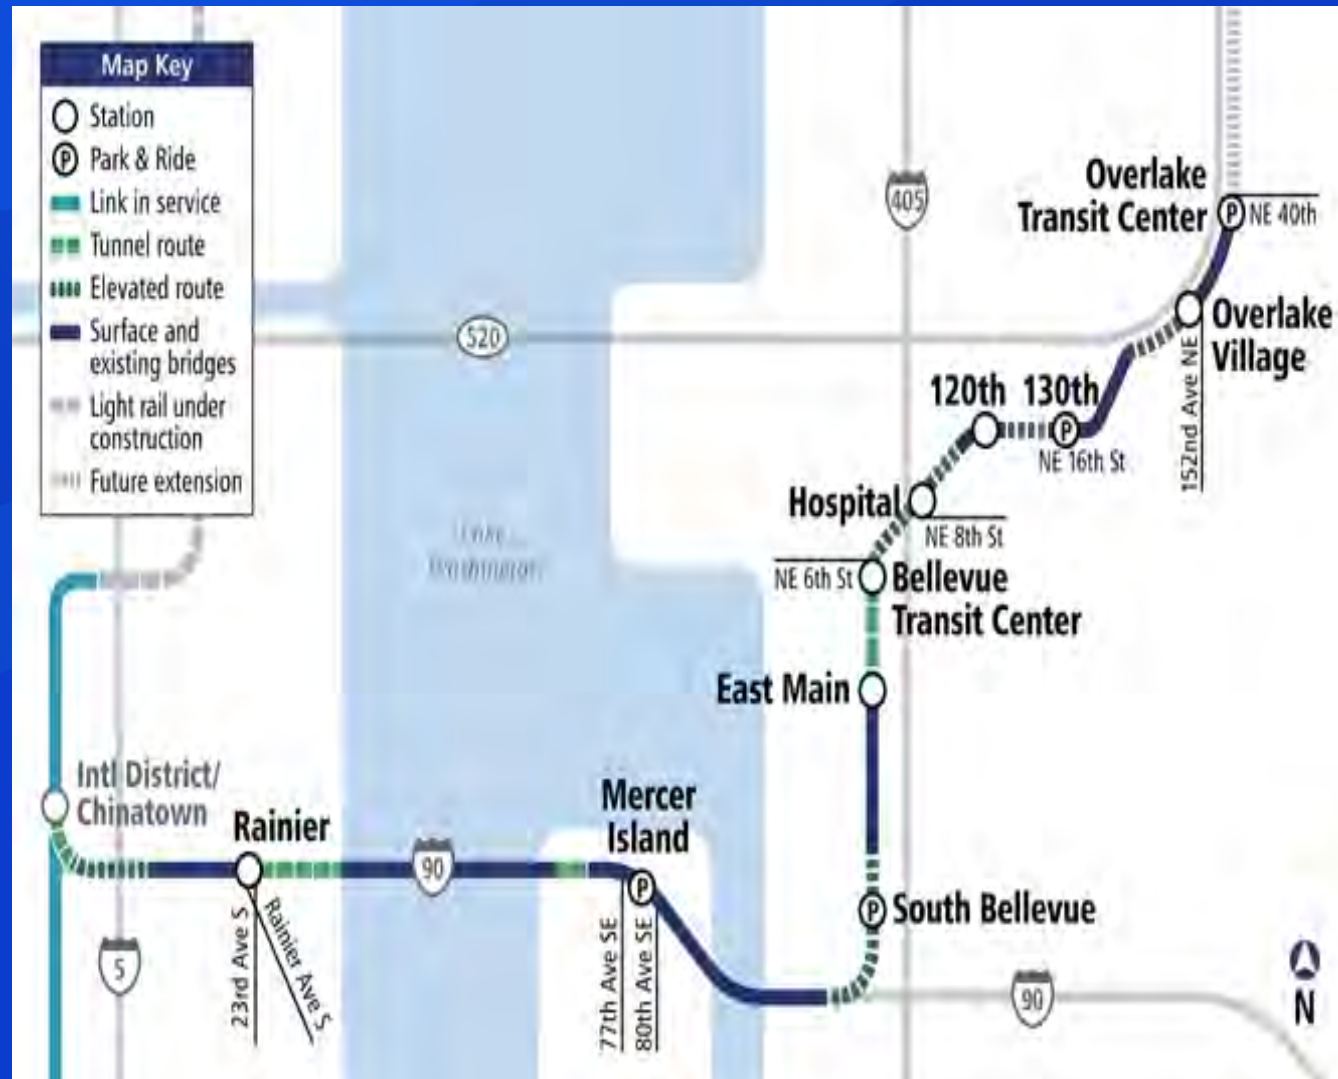 Map Key
Station
Park & Ride
Link in service
Tunnel route
Elevated route
Surface and
existing bridges
Light rail under
construction
Future extension
405
Overlake
Transit Center
P
NE 40th
520
Overlake
Village
152nd Ave NE
120th
130th
P
NE 16th St
Hospital
NE 8th St
NE 6th St
Bellevue
Transit Center
Lake
Washington
East Main
Intl District/
Chinatown
Rainier
23rd Ave S
Rainier Ave S
5
90
Mercer
Island
P
77th Ave SE
80th Ave SE
P
South Bellevue
90
N